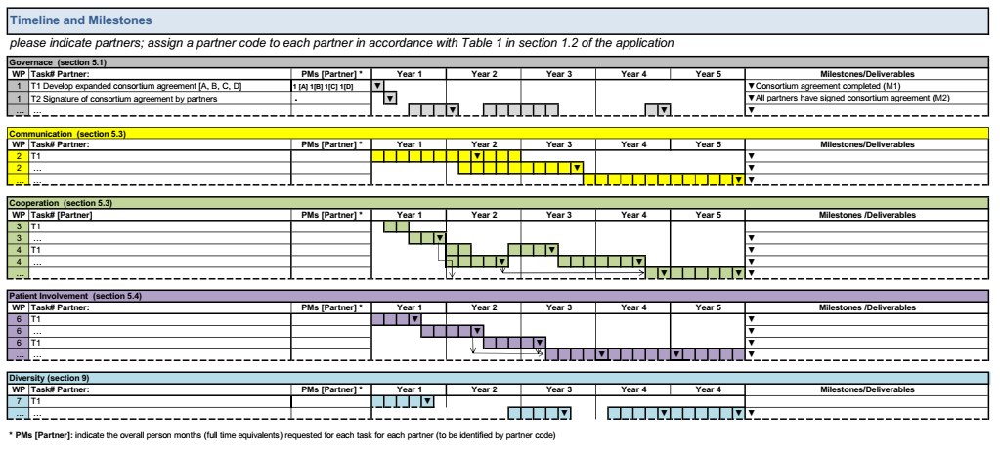 Timeline and Milestones
please indicate partners; assign a partner code to each partner in accordance with Table 1 in section 1.2 of the application
Governace (section 5.1)
WP Task# Partner: PMs [Partner] * Year 1 Year 2 Year 3 Year 4 Year 5 Milestones/Deliverables
1 T1 Develop expanded consortium agreement [A, B, C, D] 1 [A] 1[B] 1[C] 1[D] ▼ ▼Consortium agreement completed (M1)
1 T2 Signature of consortium agreement by partners - ▼ ▼All partners have signed consortium agreement (M2)
... ... ▼ ▼ ▼
Communication (section 5.3)
WP Task# Partner: PMs [Partner] * Year 1 Year 2 Year 3 Year 4 Year 5 Milestones/Deliverables
2 T1 ▼ ▼
2 ... ▼ ▼
... ... ▼ ▼
Cooperation (section 5.3)
WP Task# [Partner] PMs [Partner] * Year 1 Year 2 Year 3 Year 4 Year 5 Milestones /Deliverables
3 T1
3 ... ▼ ▼
4 T1 ▼ ▼
4 ... ▼ ▼ ▼
... ... ▼ ▼ ▼
Patient Involvement (section 5.4)
WP Task# Partner: PMs [Partner] * Year 1 Year 2 Year 3 Year 4 Year 5 Milestones/Deliverables
6 T1 ▼ ▼
6 ... ▼ ▼
6 T1 ▼ ▼
... ... ▼ ▼ ▼ ▼
Diversity (section 9)
WP Task# Partner: PMs [Partner] * Year 1 Year 2 Year 3 Year 4 Year 4 Milestones/Deliverables
7 T1 ▼ ▼
... ... ▼ ▼ ▼ ▼
* PMs [Partner]: indicate the overall person months (full time equivalents) requested for each task for each partner (to be identified by partner code)